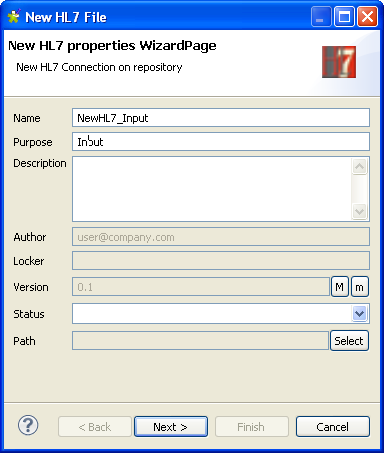 New HL7 File
New HL7 properties WizardPage
New HL7 Connection on repository
H7
Name NewHL7_Input
Purpose Input
Description
Author user@company.com
Locker
Version 0.1 M m
Status
Path Select
? < Back Next > Finish Cancel